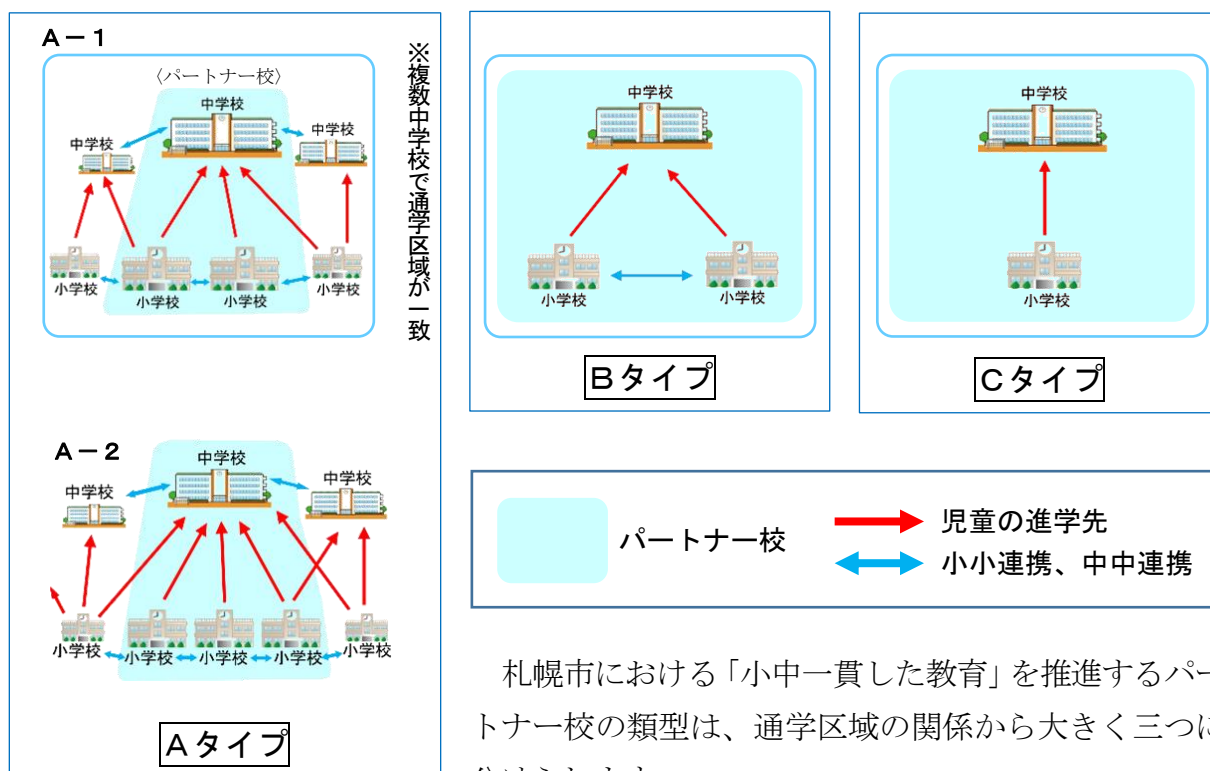 A-1
〈パートナー校〉
中学校
中学校
中学校
小学校
小学校
小学校
小学校
※複数中学校で通学区域が一致
A-2
中学校
中学校
中学校
小学校
小学校
小学校
小学校
小学校
Aタイプ
中学校
小学校
小学校
Bタイプ
中学校
小学校
Cタイプ
パートナー校
児童の進学先
小小連携、中中連携
札幌市における「小中一貫した教育」を推進するパー
トナー校の類型は、通学区域の関係から大きく三つに